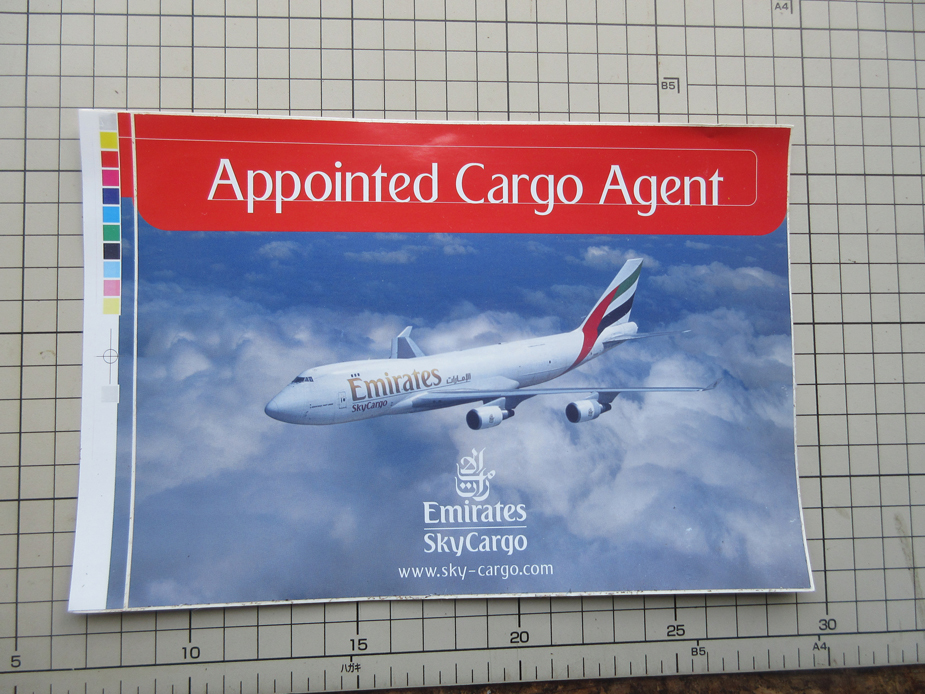 A4
B5
Appointed Cargo Agent
Emirates الإمارات
SkyCargo
Emirates
SkyCargo
www.sky-cargo.com
5
10
15
20
25
30
ハガキ
B5
A4